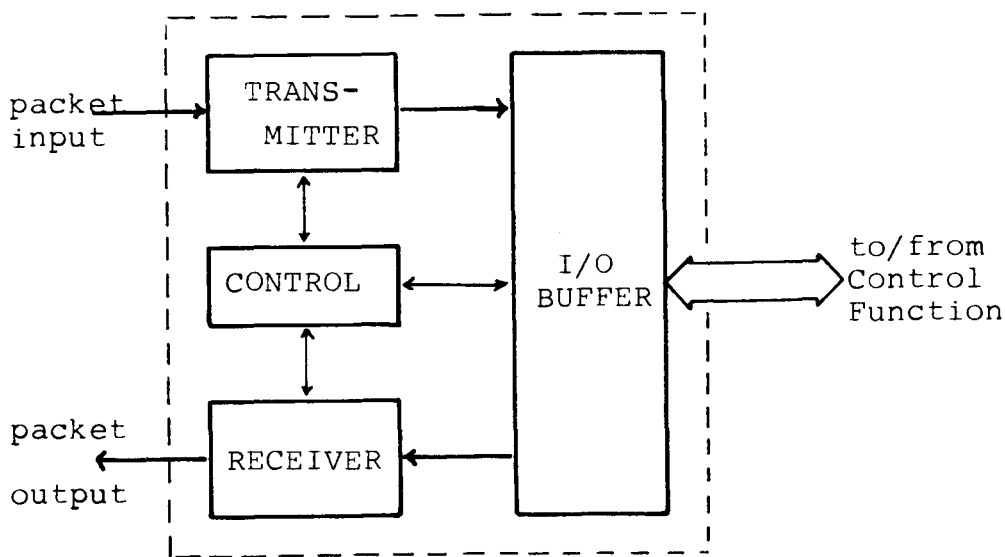 packet
input
TRANS-
MITTER
CONTROL
I/O
BUFFER
to/from
Control
Function
packet
output
RECEIVER